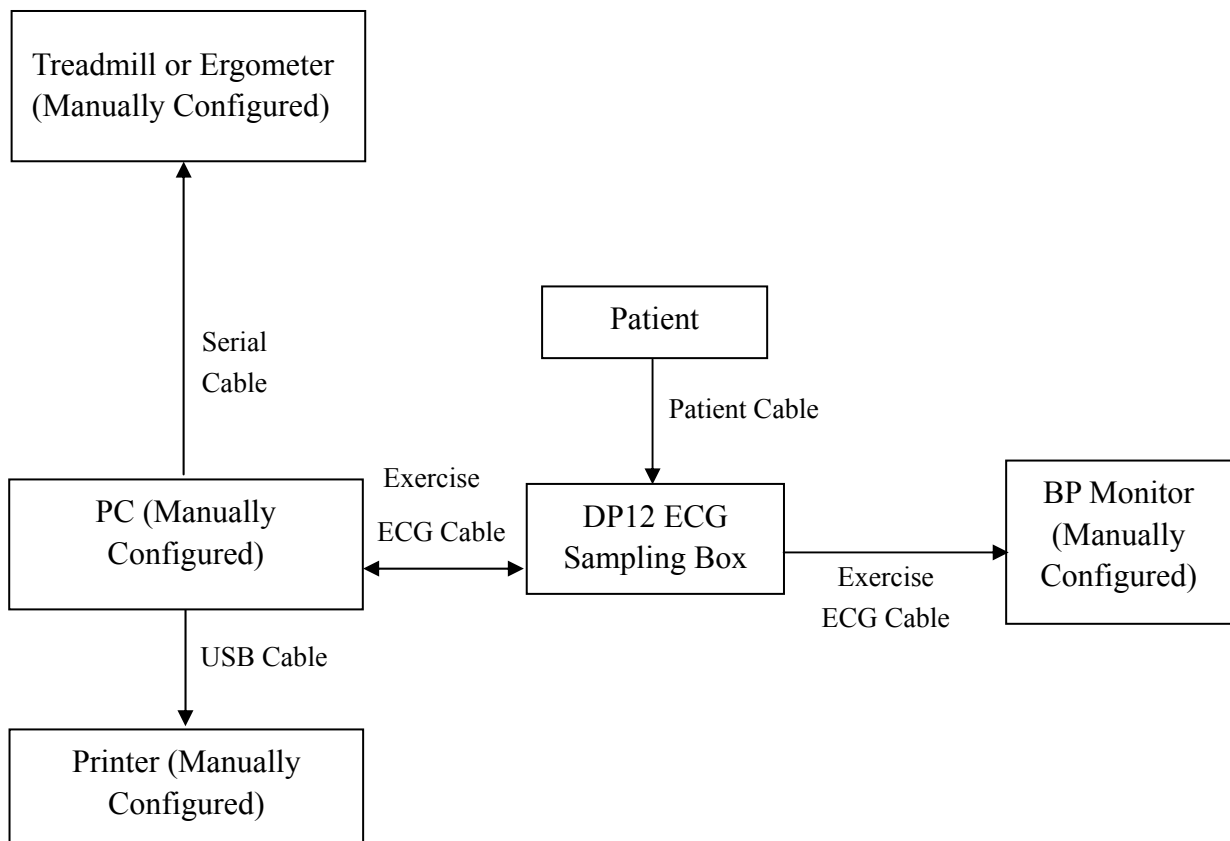 Treadmill or Ergometer
(Manually Configured)
Serial
Cable
Patient
Patient Cable
PC (Manually
Configured)
Exercise
ECG Cable
DP12 ECG
Sampling Box
Exercise
ECG Cable
BP Monitor
(Manually
Configured)
USB Cable
Printer (Manually
Configured)